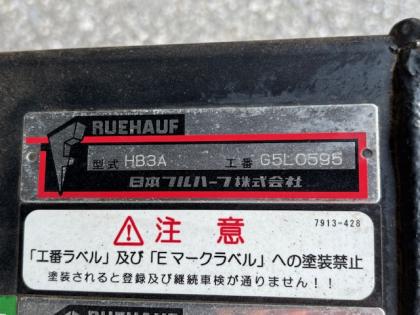 RUEHAUF
型式 HB3A 工番 G5L0595
日本フルハーフ株式会社
注意
7913-428
「工番ラベル」及び「Eマークラベル」への塗装禁止
塗装されると登録及び継続車検が通りません!!
RUEHAUF